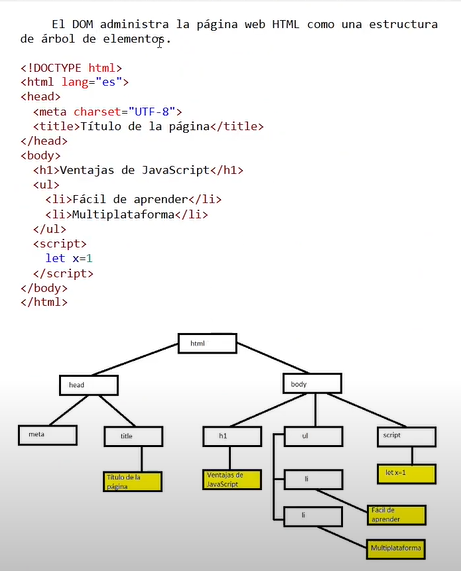 El DOM administra la página web HTML como una estructura
de árbol de elementos.
<!DOCTYPE html>
<html lang="es">
<head>
<meta charset="UTF-8">
<title>Título de la página</title>
</head>
<body>
<h1>Ventajas de JavaScript</h1>
<ul>
<li>Fácil de aprender</li>
<li>Multiplataforma</li>
</ul>
<script>
let x=1
</script>
</body>
</html>
html
head
body
meta
title
h1
ul
script
Título de la
página
Ventajas de
JavaScript
li
let x=1
li
Fácil de
aprender
Multiplataforma